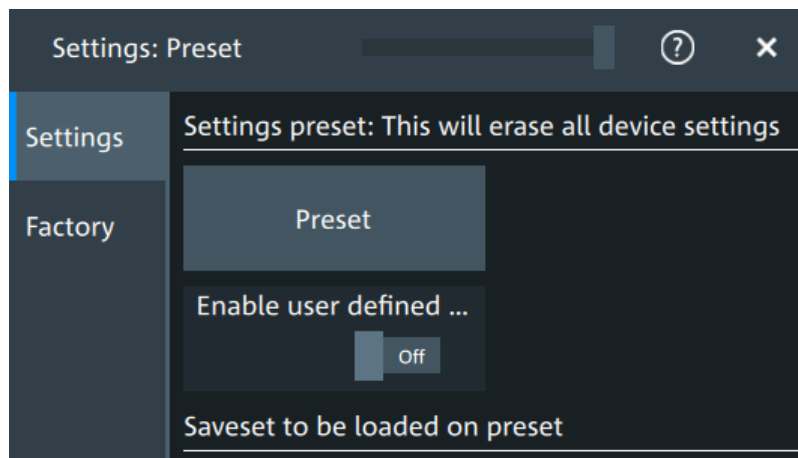 Settings: Preset
Settings
Settings preset: This will erase all device settings
Preset
Factory
Enable user defined ...
Off
Saveset to be loaded on preset